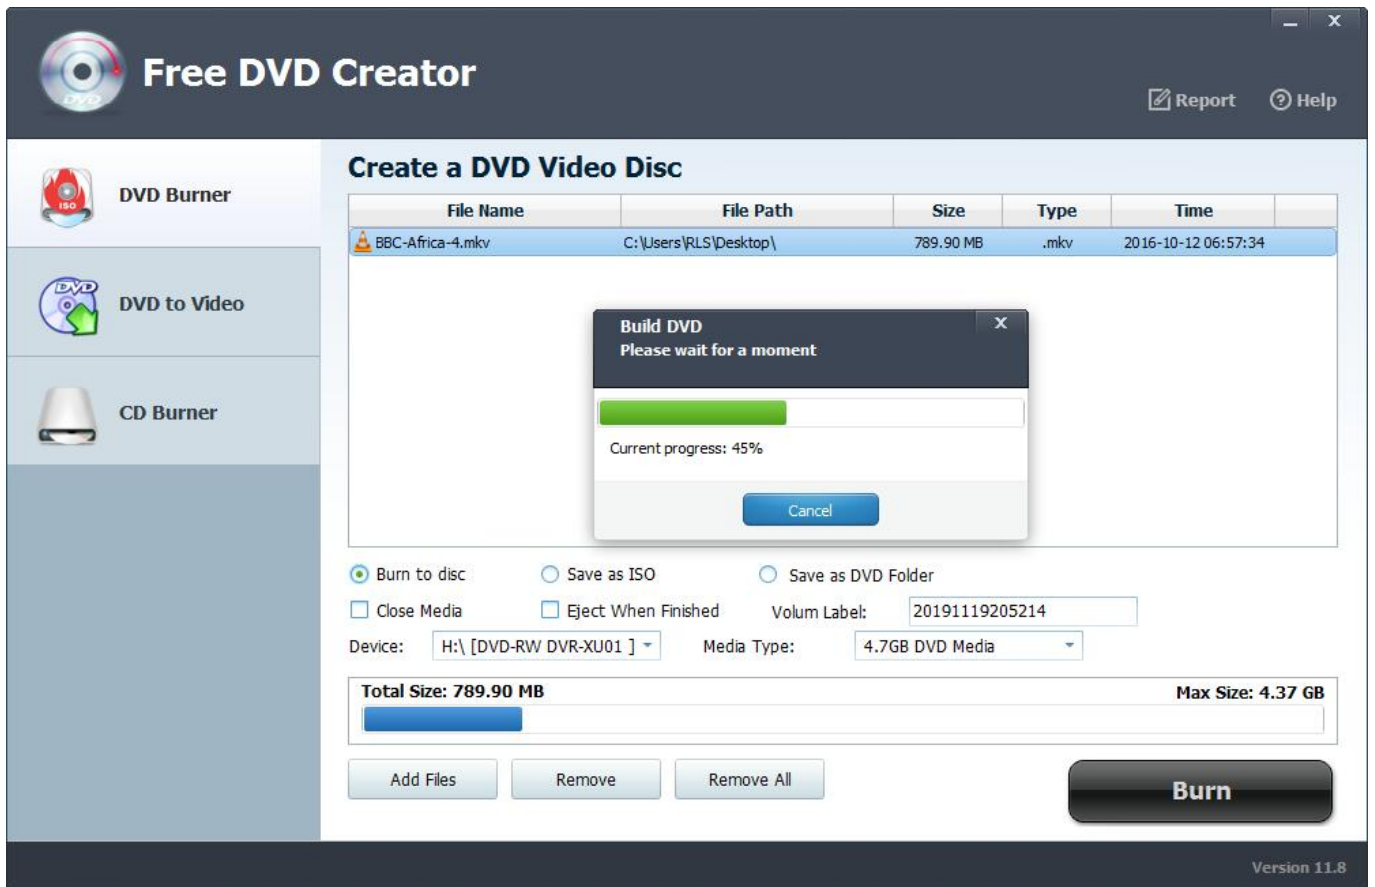 Free DVD Creator
Report
Help
DVD Burner
DVD to Video
CD Burner
Create a DVD Video Disc
File Name File Path Size Type Time
BBC-Africa-4.mkv C:\Users\RLS\Desktop\ 789.90 MB .mkv 2016-10-12 06:57:34
Build DVD
Please wait for a moment
Current progress: 45%
Cancel
Burn to disc Save as ISO Save as DVD Folder
Close Media Eject When Finished Volum Label: 20191119205214
Device: H:\ [DVD-RW DVR-XU01 ] Media Type: 4.7GB DVD Media
Total Size: 789.90 MB Max Size: 4.37 GB
Add Files Remove Remove All Burn
Version 11.8
DVD
ISO
DVD